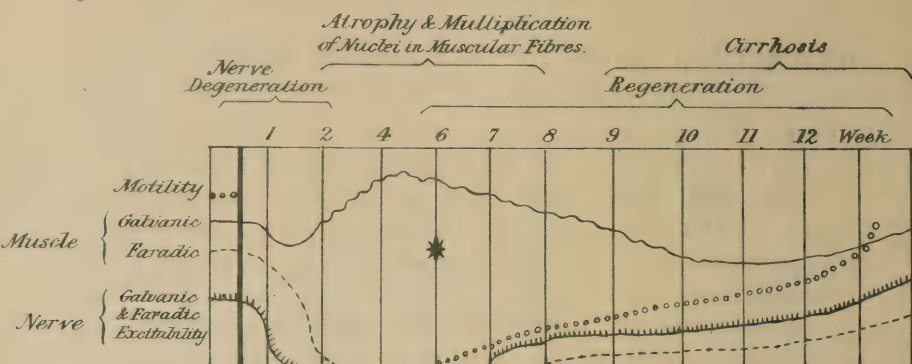 Atrophy & Multiplication
of Nuclei in Muscular Fibres.
Cirrhosis
Nerve
Degeneration
Regeneration
1 2 4 6 7 8 9 10 11 12 Week
Motility
Muscle
Galvanic
Faradic
Nerve
Galvanic
& Faradic
Excitability